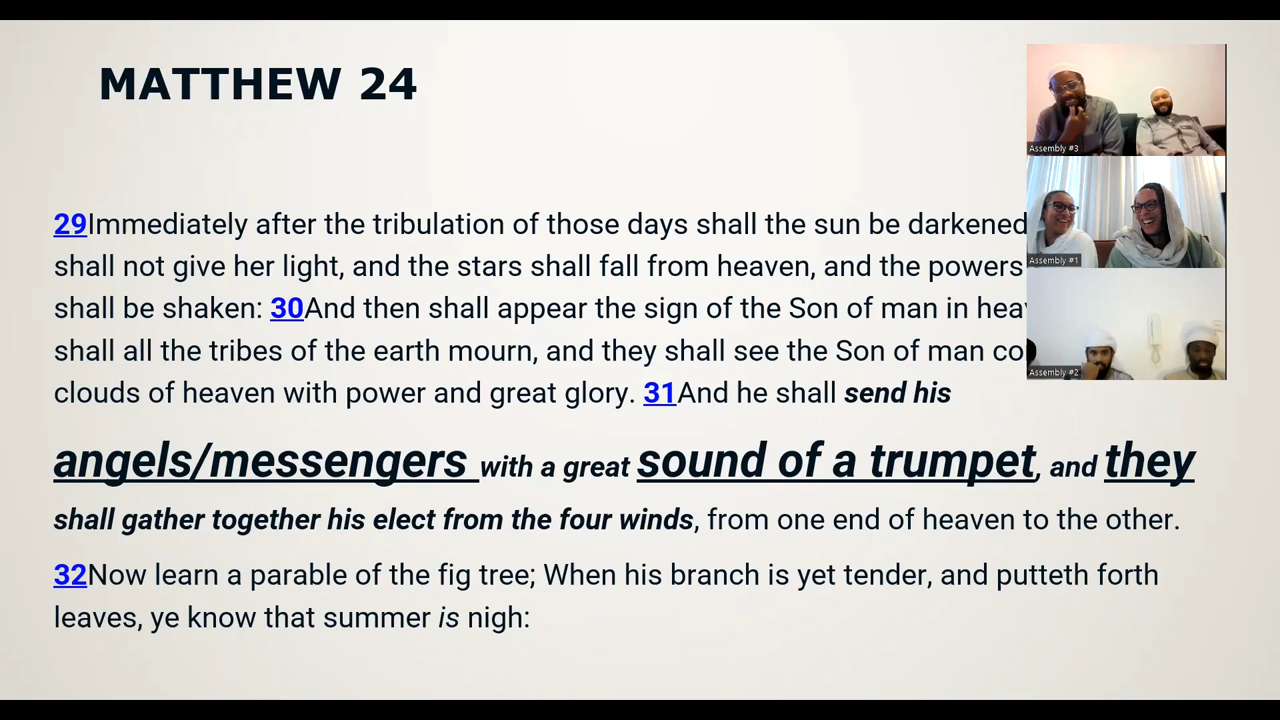 MATTHEW 24
29Immediately after the tribulation of those days shall the sun be darkened
shall not give her light, and the stars shall fall from heaven, and the powers
shall be shaken: 30And then shall appear the sign of the Son of man in
shall all the tribes of the earth mourn, and they shall see the Son of man
clouds of heaven with power and great glory. 31And he shall send his
angels/messengers with a great sound of a trumpet, and they
shall gather together his elect from the four winds, from one end of heaven to the other.
32Now learn a parable of the fig tree; When his branch is yet tender, and putteth forth
leaves, ye know that summer is nigh:
Assembly #3
Assembly #1
Assembly #2